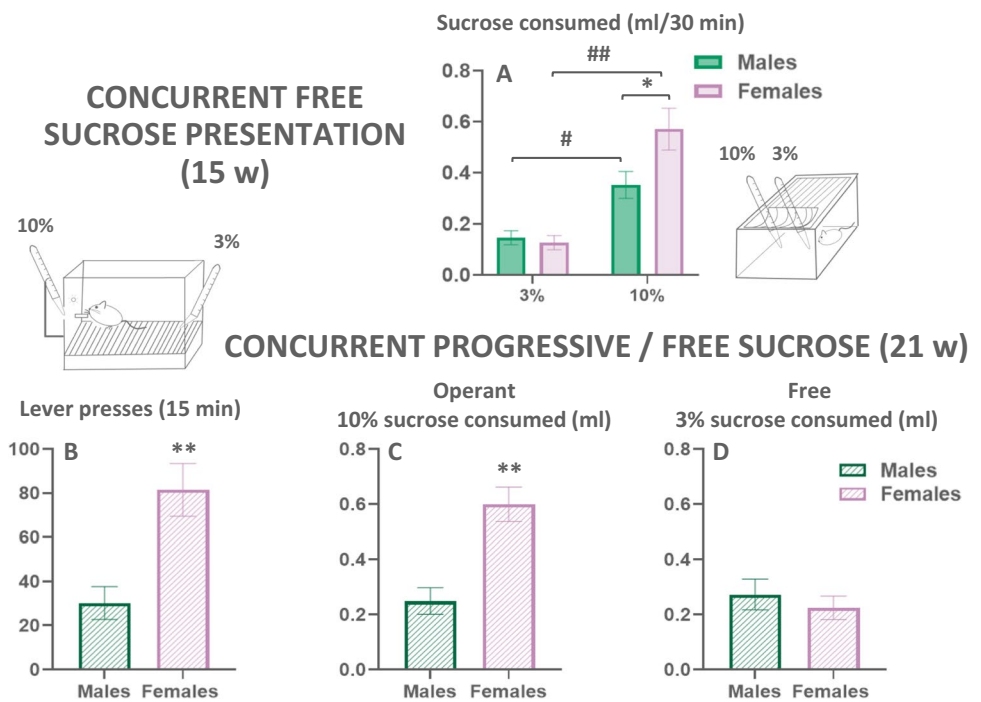 Sucrose consumed (ml/30 min)
A
##
*
#
Males
Females
0.8
0.6
0.4
0.2
0.0
3%
10%
CONCURRENT FREE
SUCROSE PRESENTATION
(15 w)
10%
3%
10% 3%
CONCURRENT PROGRESSIVE / FREE SUCROSE (21 w)
Lever presses (15 min)
B
**
100
80
60
40
20
0
Males Females
Operant
10% sucrose consumed (ml)
C
**
0.8
0.6
0.4
0.2
0.0
Males Females
Free
3% sucrose consumed (ml)
D
Males
Females
0.8
0.6
0.4
0.2
0.0
Males Females